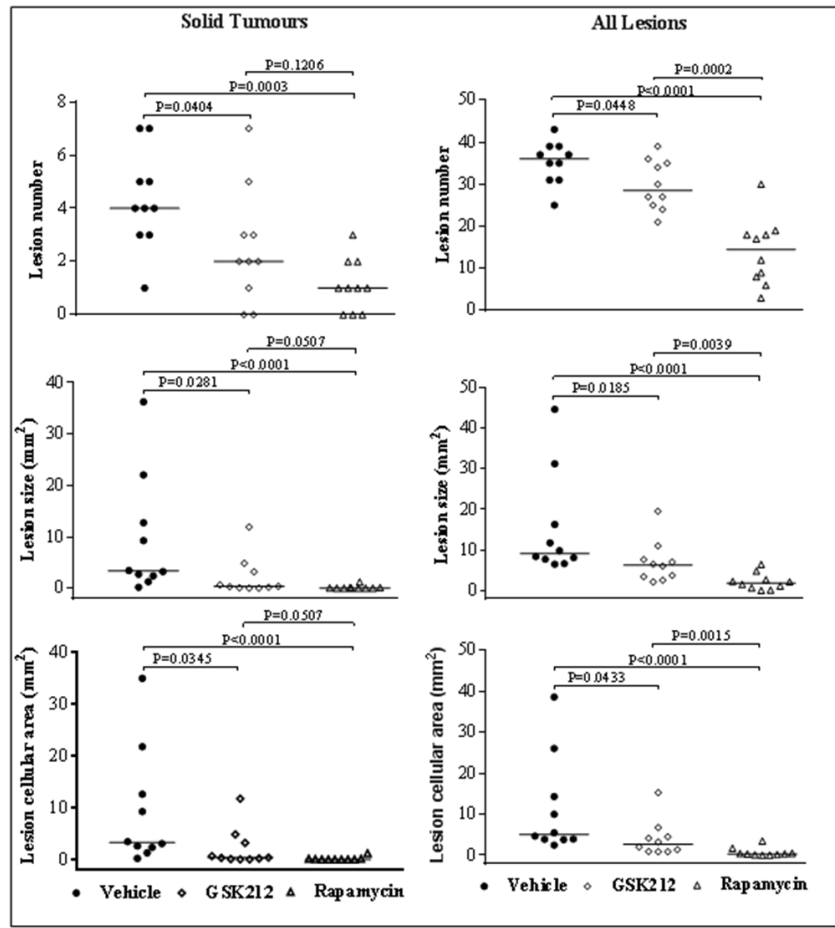 Solid Tumours
All Lesions
P=0.1206
P=0.0003
P=0.0404
Lesion number
8
6
4
2
0
P=0.0002
P<0.0001
P=0.0448
Lesion number
50
40
30
20
10
0
P=0.0507
P<0.0001
P=0.0281
Lesion size (mm²)
40
30
20
10
0
P=0.0039
P<0.0001
P=0.0185
Lesion size (mm²)
50
40
30
20
10
0
P=0.0507
P<0.0001
P=0.0345
Lesion cellular area (mm²)
40
30
20
10
0
P=0.0015
P<0.0001
P=0.0433
Lesion cellular area (mm²)
50
40
30
20
10
0
Vehicle GSK212 Rapamycin
Vehicle GSK212 Rapamycin